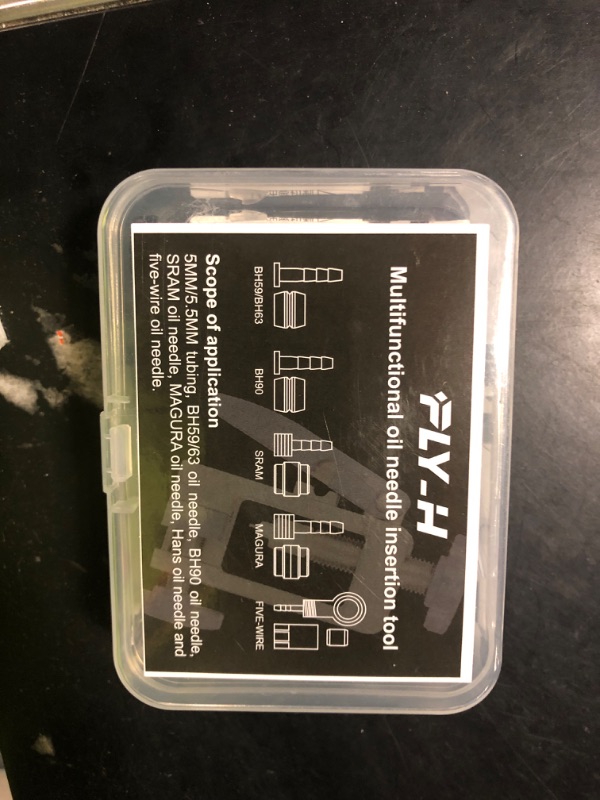 FLY-H
Multifunctional oil needle insertion tool
BH59/BH63
BH90
SRAM
MAGURA
FIVE-WIRE
Scope of application
5MM/5.5MM tubing, BH59/63 oil needle, BH90 oil needle,
SRAM oil needle, MAGURA oil needle, Hans oil needle and
five-wire oil needle.